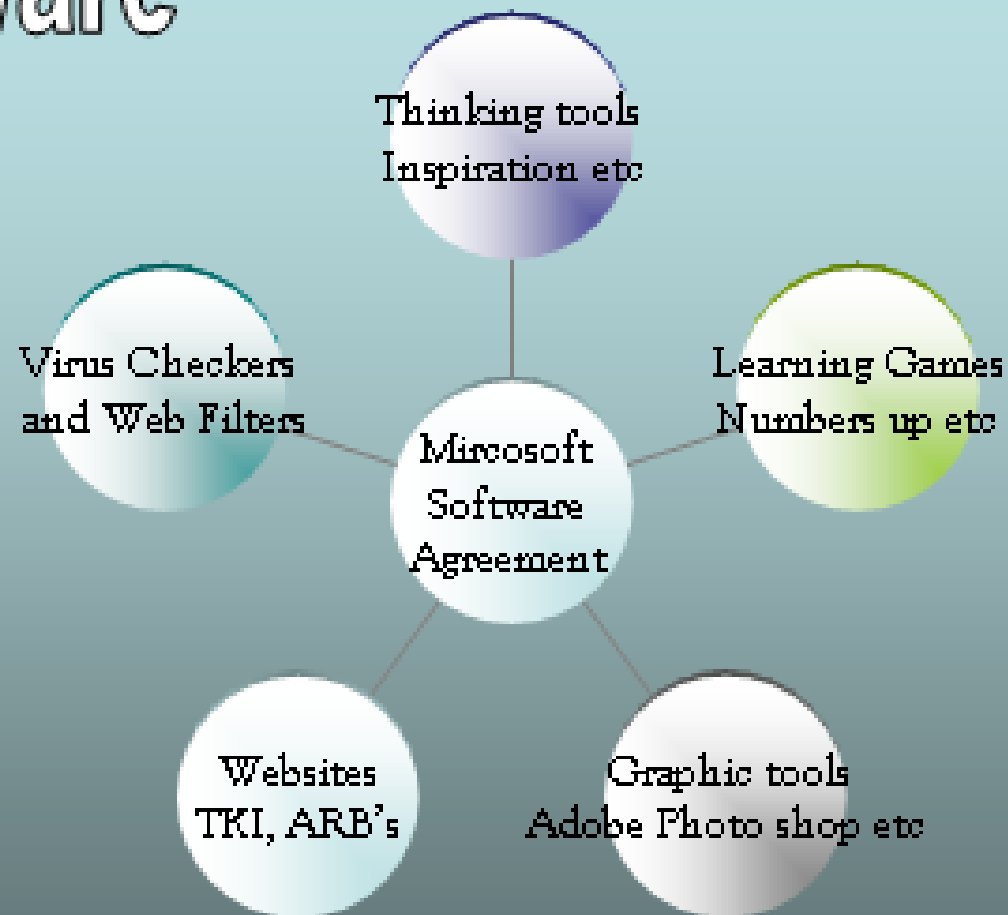 Thinking tools
Inspiration etc
Virus Checkers
and Web Filters
Learning Games
Numbers up etc
Mircosoft
Software
Agreement
Websites
TKI, ARB's
Graphic tools
Adobe Photo shop etc